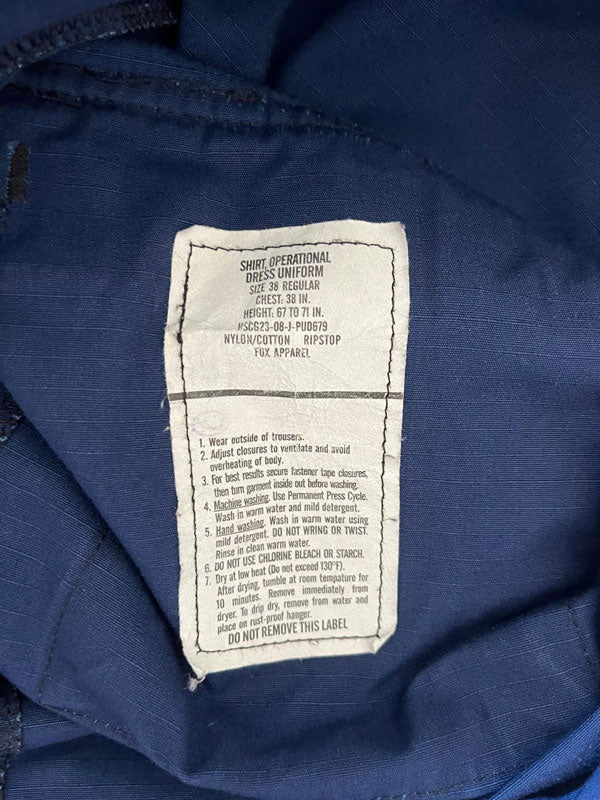 SHIRT, OPERATIONAL
DRESS UNIFORM
SIZE 38 REGULAR
CHEST: 38 IN.
HEIGHT: 67 TO 71 IN.
HSCG23-08-J-PUD679
NYLON/COTTON RIPSTOP
FOX APPAREL
1. Wear outside of trousers.
2. Adjust closures to ventilate and avoid
overheating of body.
3. For best results secure fastener tape closures,
then turn garment inside out before washing.
4. Machine washing. Use Permanent Press Cycle.
Wash in warm water and mild detergent.
5. Hand washing. Wash in warm water using
mild detergent. DO NOT WRING OR TWIST.
Rinse in clean warm water.
6. DO NOT USE CHLORINE BLEACH OR STARCH.
7. Dry at low heat (Do not exceed 130°F).
After drying, tumble at room tempature for
10 minutes. Remove immediately from
dryer. To drip dry, remove from water and
place on rust-proof hanger.
DO NOT REMOVE THIS LABEL